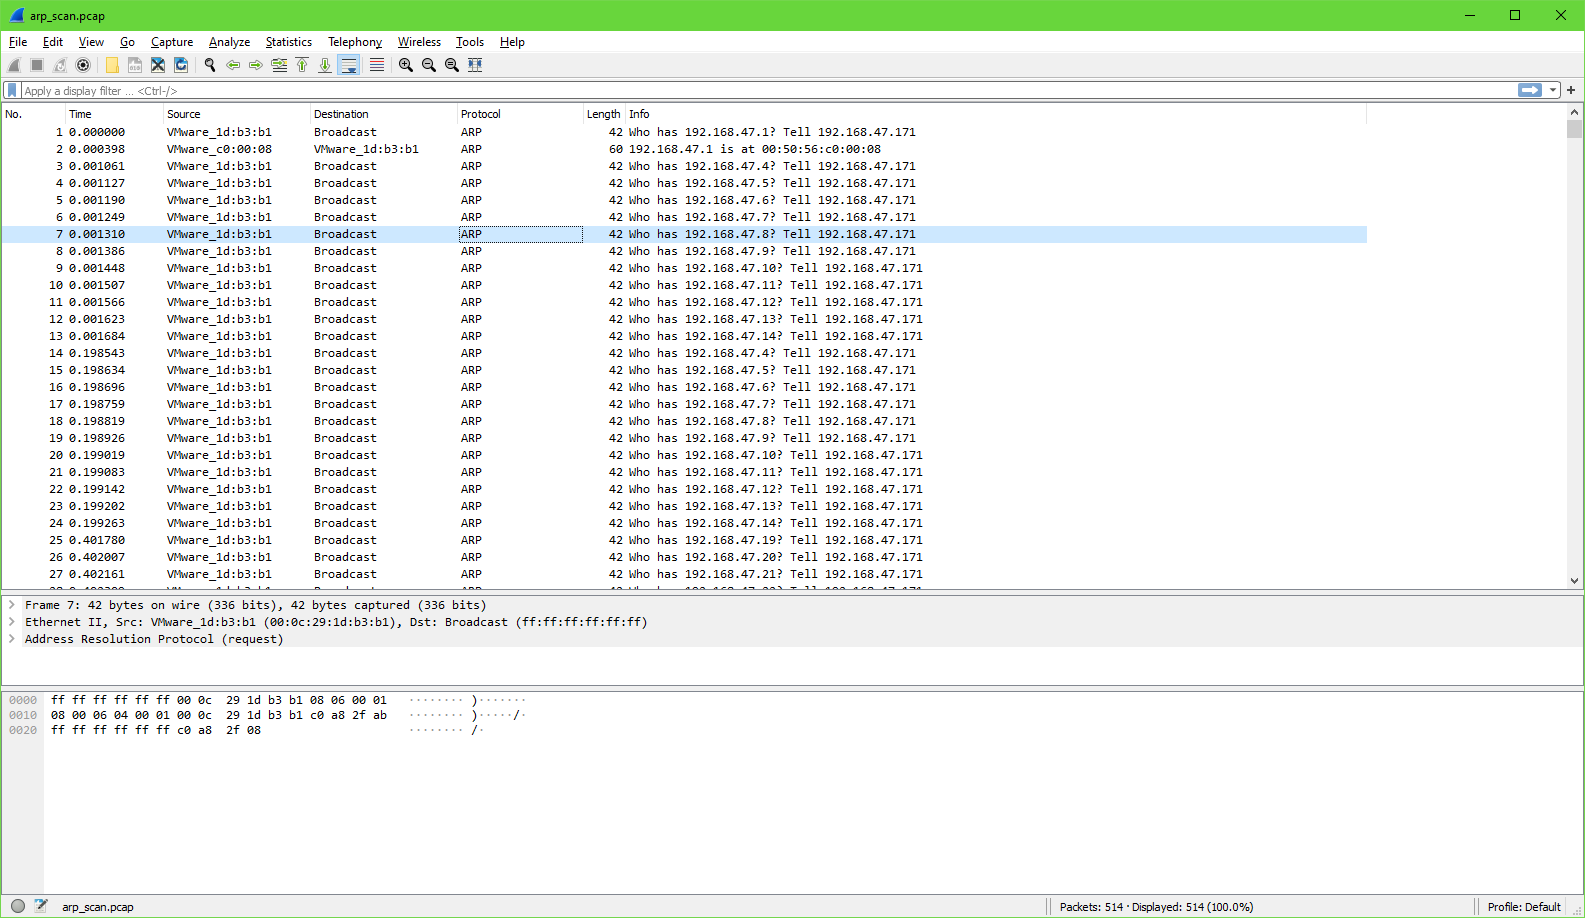 arp_scan.pcap
File Edit View Go Capture Analyze Statistics Telephony Wireless Tools Help
Apply a display filter ... <Ctrl-/>
No. Time Source Destination Protocol Length Info
1 0.000000 VMware_1d:b3:b1 Broadcast ARP 42 Who has 192.168.47.1? Tell 192.168.47.171
2 0.000398 VMware_c0:00:08 VMware_1d:b3:b1 ARP 60 192.168.47.1 is at 00:50:56:c0:00:08
3 0.001061 VMware_1d:b3:b1 Broadcast ARP 42 Who has 192.168.47.4? Tell 192.168.47.171
4 0.001127 VMware_1d:b3:b1 Broadcast ARP 42 Who has 192.168.47.5? Tell 192.168.47.171
5 0.001190 VMware_1d:b3:b1 Broadcast ARP 42 Who has 192.168.47.6? Tell 192.168.47.171
6 0.001249 VMware_1d:b3:b1 Broadcast ARP 42 Who has 192.168.47.7? Tell 192.168.47.171
7 0.001310 VMware_1d:b3:b1 Broadcast ARP 42 Who has 192.168.47.8? Tell 192.168.47.171
8 0.001386 VMware_1d:b3:b1 Broadcast ARP 42 Who has 192.168.47.9? Tell 192.168.47.171
9 0.001448 VMware_1d:b3:b1 Broadcast ARP 42 Who has 192.168.47.10? Tell 192.168.47.171
10 0.001507 VMware_1d:b3:b1 Broadcast ARP 42 Who has 192.168.47.11? Tell 192.168.47.171
11 0.001566 VMware_1d:b3:b1 Broadcast ARP 42 Who has 192.168.47.12? Tell 192.168.47.171
12 0.001623 VMware_1d:b3:b1 Broadcast ARP 42 Who has 192.168.47.13? Tell 192.168.47.171
13 0.001684 VMware_1d:b3:b1 Broadcast ARP 42 Who has 192.168.47.14? Tell 192.168.47.171
14 0.198543 VMware_1d:b3:b1 Broadcast ARP 42 Who has 192.168.47.4? Tell 192.168.47.171
15 0.198634 VMware_1d:b3:b1 Broadcast ARP 42 Who has 192.168.47.5? Tell 192.168.47.171
16 0.198696 VMware_1d:b3:b1 Broadcast ARP 42 Who has 192.168.47.6? Tell 192.168.47.171
17 0.198759 VMware_1d:b3:b1 Broadcast ARP 42 Who has 192.168.47.7? Tell 192.168.47.171
18 0.198819 VMware_1d:b3:b1 Broadcast ARP 42 Who has 192.168.47.8? Tell 192.168.47.171
19 0.198926 VMware_1d:b3:b1 Broadcast ARP 42 Who has 192.168.47.9? Tell 192.168.47.171
20 0.199019 VMware_1d:b3:b1 Broadcast ARP 42 Who has 192.168.47.10? Tell 192.168.47.171
21 0.199083 VMware_1d:b3:b1 Broadcast ARP 42 Who has 192.168.47.11? Tell 192.168.47.171
22 0.199142 VMware_1d:b3:b1 Broadcast ARP 42 Who has 192.168.47.12? Tell 192.168.47.171
23 0.199202 VMware_1d:b3:b1 Broadcast ARP 42 Who has 192.168.47.13? Tell 192.168.47.171
24 0.199263 VMware_1d:b3:b1 Broadcast ARP 42 Who has 192.168.47.14? Tell 192.168.47.171
25 0.401780 VMware_1d:b3:b1 Broadcast ARP 42 Who has 192.168.47.19? Tell 192.168.47.171
26 0.402007 VMware_1d:b3:b1 Broadcast ARP 42 Who has 192.168.47.20? Tell 192.168.47.171
27 0.402161 VMware_1d:b3:b1 Broadcast ARP 42 Who has 192.168.47.21? Tell 192.168.47.171
Frame 7: 42 bytes on wire (336 bits), 42 bytes captured (336 bits)
Ethernet II, Src: VMware_1d:b3:b1 (00:0c:29:1d:b3:b1), Dst: Broadcast (ff:ff:ff:ff:ff:ff)
Address Resolution Protocol (request)
0000 ff ff ff ff ff ff 00 0c 29 1d b3 b1 08 06 00 01 ········ )·······
0010 08 00 06 04 00 01 00 0c 29 1d b3 b1 c0 a8 2f ab ········ )·····/·
0020 ff ff ff ff ff ff c0 a8 2f 08 ········ /·
arp_scan.pcap Packets: 514 · Displayed: 514 (100.0%) Profile: Default